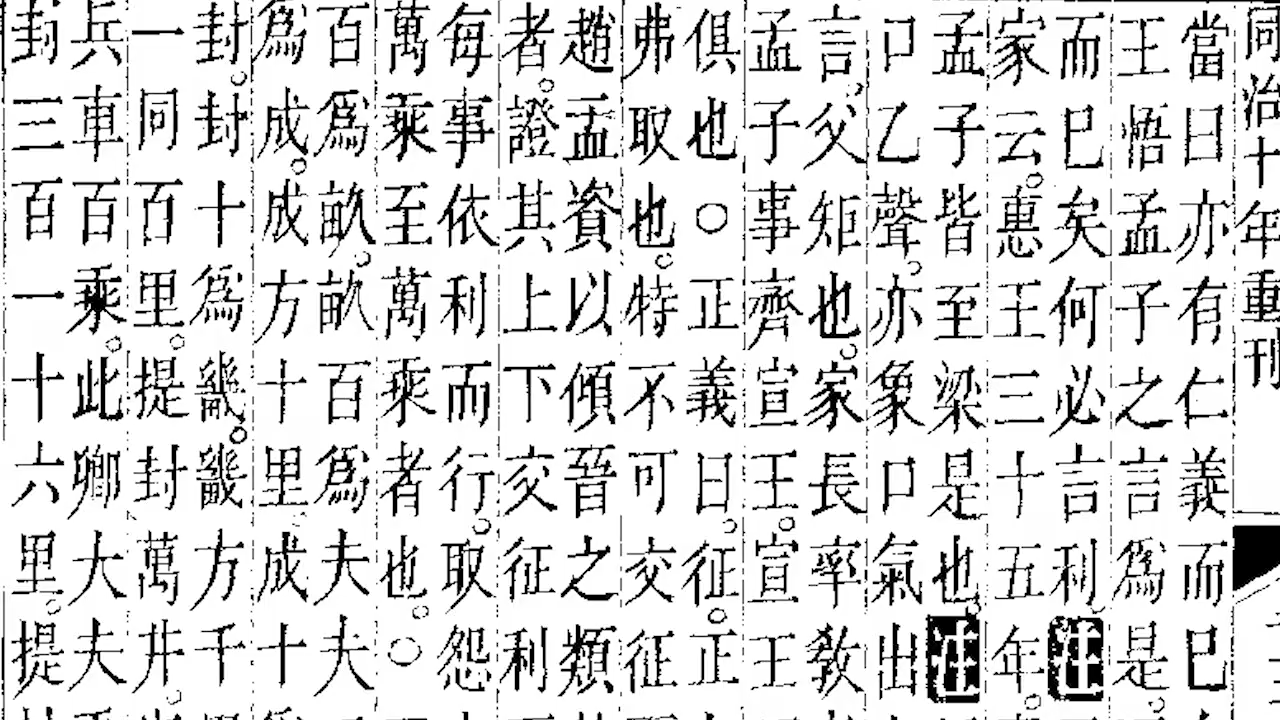 同治十年重刊
當日亦有仁義而巳
王悟孟子之言爲是。
而巳矣何必言利。注
家云。惠王三十五年。
孟子皆至梁是也。注
口乙聲。亦象口氣出
言。父矩也。家長率教
孟子事齊宣王。宣王
俱也○正義曰。征。正
弗取也。特不可交征
趙孟資以傾晉之類
者。證其上下交征利
每事依利而行。取怨
萬乘至萬乘者也。○
百爲畝。畝百爲夫夫
爲成。成方十里。成十
封。封十爲畿。畿方千
一同百里。提封萬井。
兵車百乘。此卿大夫
封三百一十六里。提